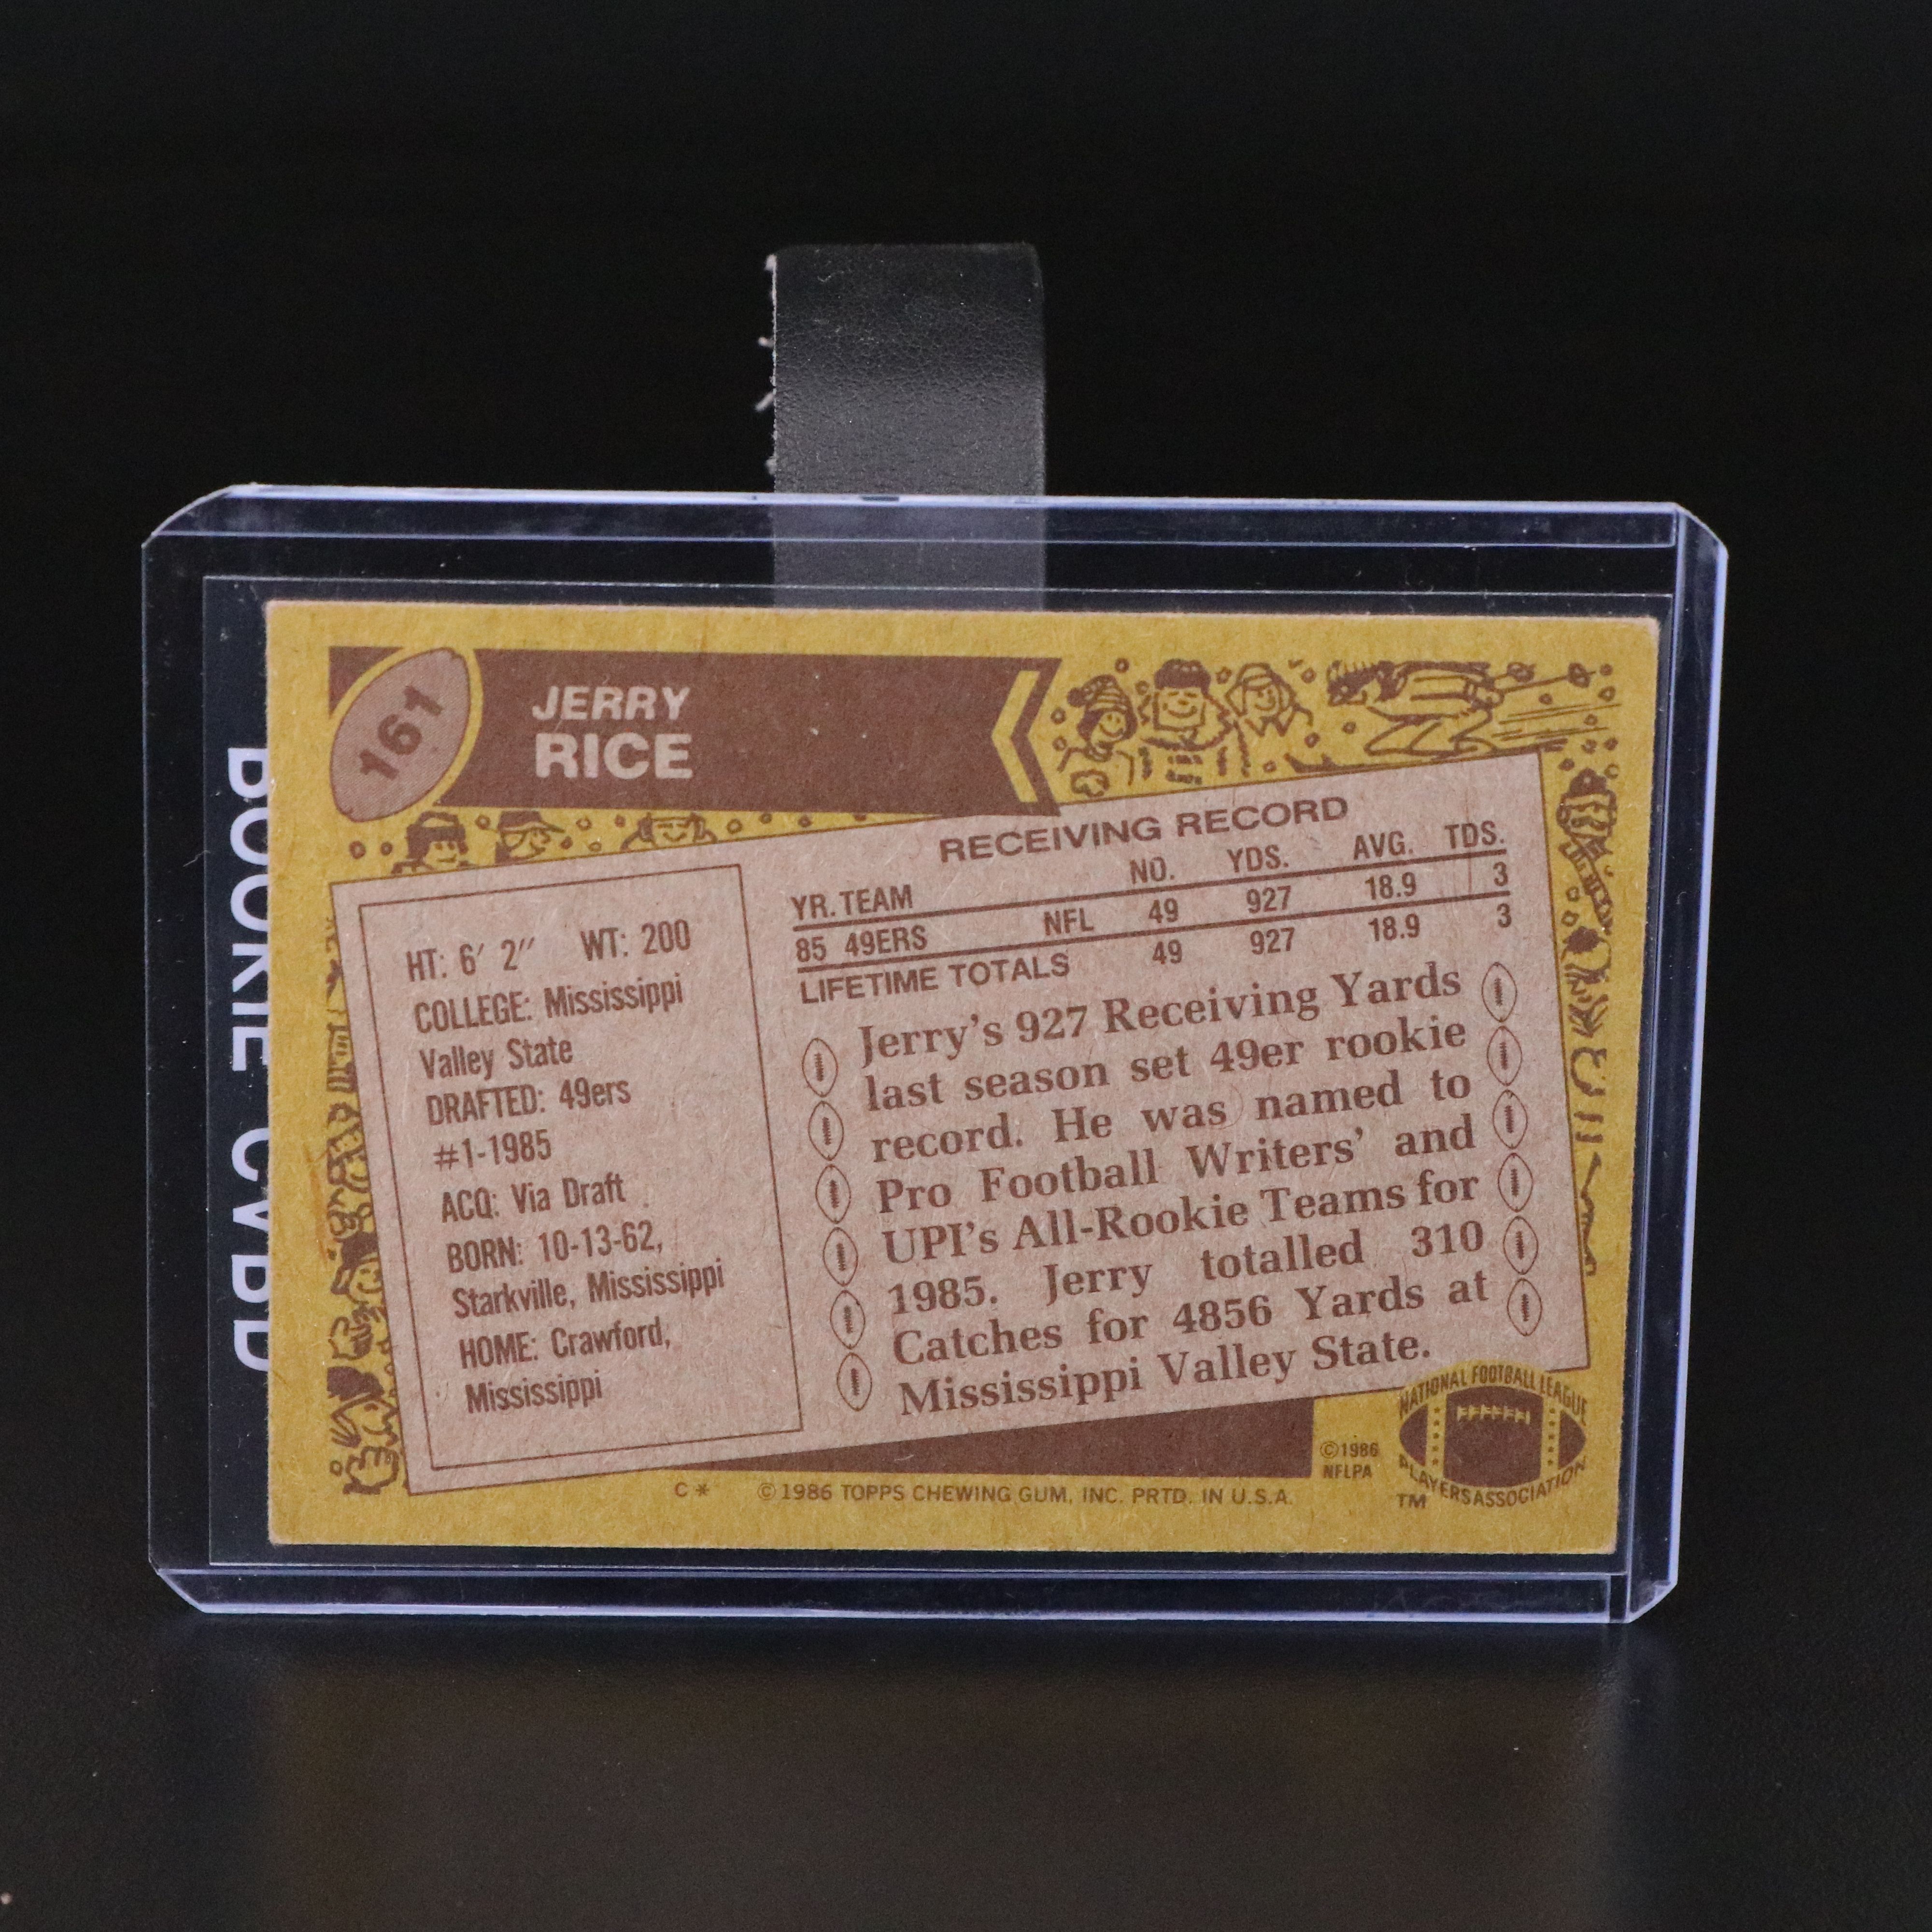 161
JERRY
RICE
RECEIVING RECORD
YR. TEAM NO. YDS. AVG. TDS.
85 49ERS NFL 49 927 18.9 3
LIFETIME TOTALS 49 927 18.9 3
HT: 6' 2" WT: 200
COLLEGE: Mississippi
Valley State
DRAFTED: 49ers
#1-1985
ACQ: Via Draft
BORN: 10-13-62,
Starkville, Mississippi
HOME: Crawford,
Mississippi
Jerry's 927 Receiving Yards
last season set 49er rookie
record. He was named to
Pro Football Writers' and
UPI's All-Rookie Teams for
1985. Jerry totalled 310
Catches for 4856 Yards at
Mississippi Valley State.
NATIONAL FOOTBALL LEAGUE
PLAYERS ASSOCIATION
TM
©1986
NFLPA
C* ©1986 TOPPS CHEWING GUM, INC. PRTD. IN U.S.A.